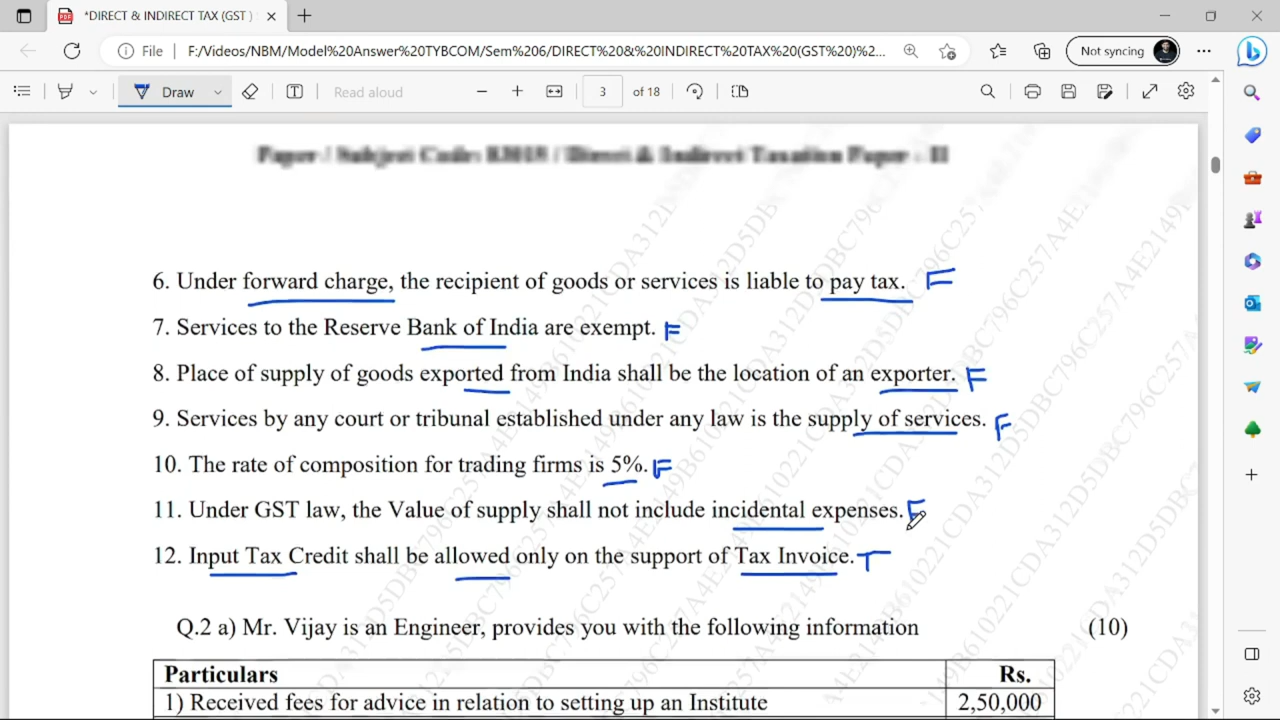 *DIRECT & INDIRECT TAX (GST )
File F:/Videos/NBM/Model%20Answer%20TYBCOM/Sem%206/DIRECT%20&%20INDIRECT%20TAX%20(GST%20)%2... Not syncing
Draw Read aloud 3 of 18
6. Under forward charge, the recipient of goods or services is liable to pay tax. F
7. Services to the Reserve Bank of India are exempt. F
8. Place of supply of goods exported from India shall be the location of an exporter. F
9. Services by any court or tribunal established under any law is the supply of services. F
10. The rate of composition for trading firms is 5%. F
11. Under GST law, the Value of supply shall not include incidental expenses. F
12. Input Tax Credit shall be allowed only on the support of Tax Invoice. T
Q.2 a) Mr. Vijay is an Engineer, provides you with the following information (10)
Particulars Rs.
1) Received fees for advice in relation to setting up an Institute 2,50,000